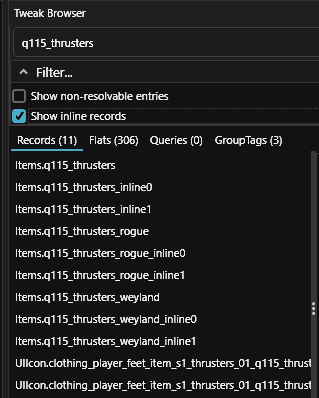 Tweak Browser
q115_thrusters
Filter...
Show non-resolvable entries
Show inline records
Records (11) Flats (306) Queries (0) GroupTags (3)
Items.q115_thrusters
Items.q115_thrusters_inline0
Items.q115_thrusters_inline1
Items.q115_thrusters_rogue
Items.q115_thrusters_rogue_inline0
Items.q115_thrusters_rogue_inline1
Items.q115_thrusters_weyland
Items.q115_thrusters_weyland_inline0
Items.q115_thrusters_weyland_inline1
UIIcon.clothing_player_feet_item_s1_thrusters_01_q115_thrust
UIIcon.clothing_player_feet_item_s1_thrusters_01_q115_thrust